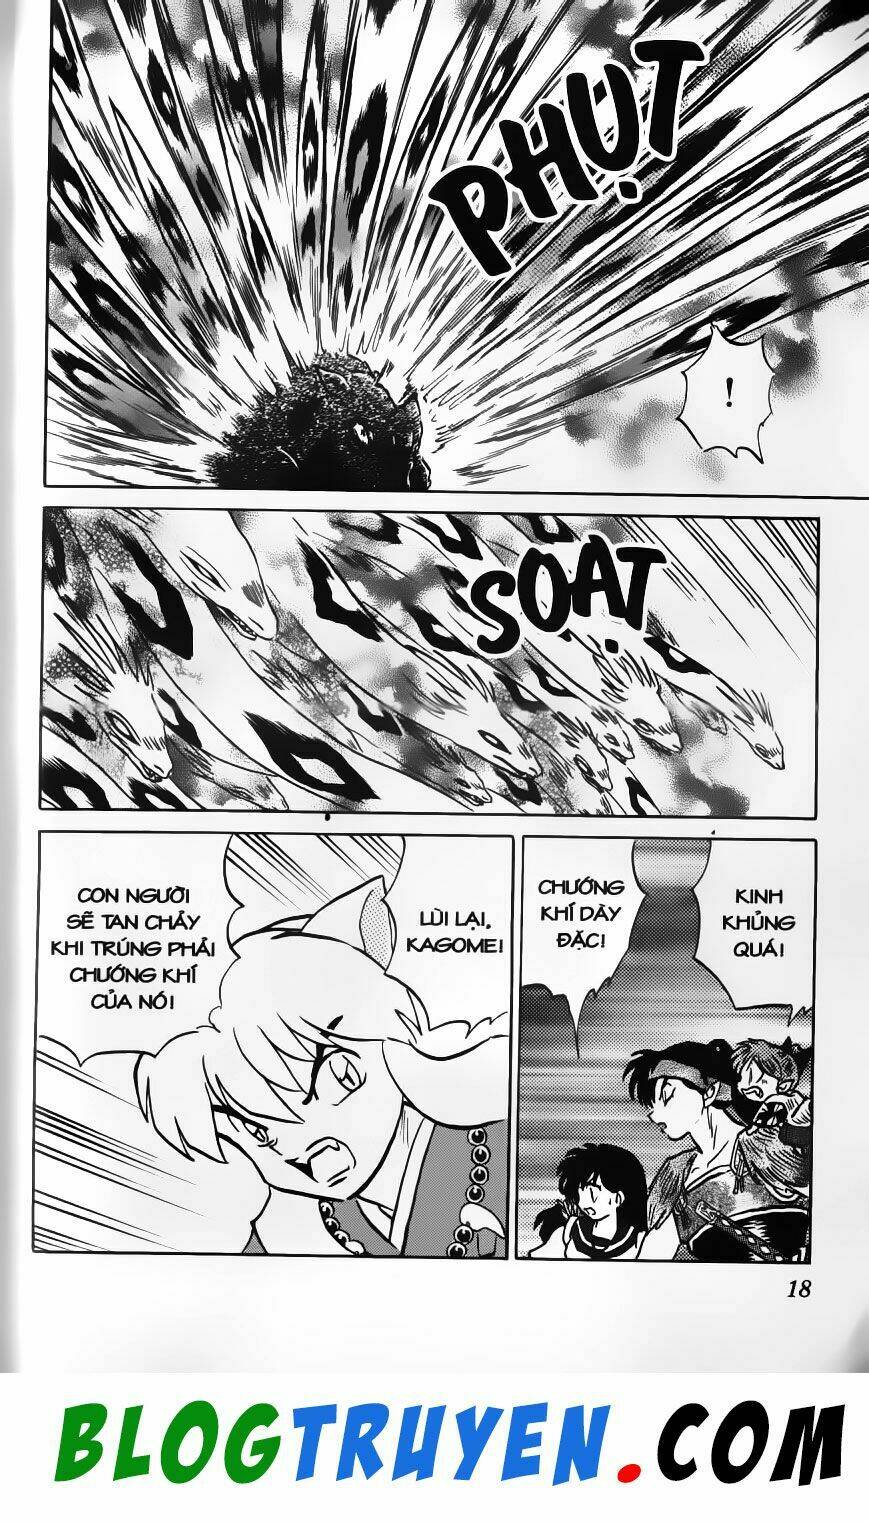 PHỤT
!
SOẠT
KINH
KHỦNG
QUÁ!
CHƯỚNG
KHÍ DÀY
ĐẶC!
LÙI LẠI,
KAGOME!
CON NGƯỜI
SẼ TAN CHẢY
KHI TRÚNG PHẢI
CHƯỚNG KHÍ
CỦA NÓ!
18
BLOGTRUYEN.COM